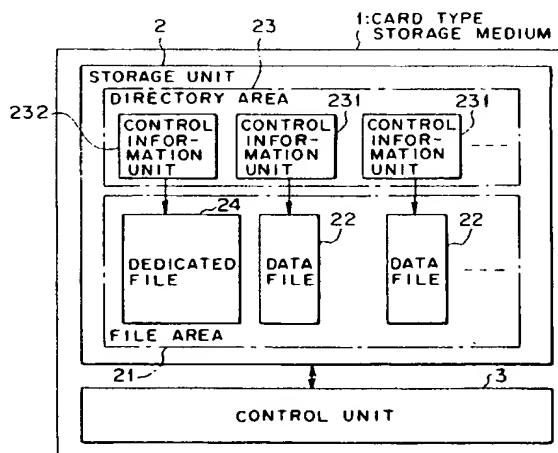 1:CARD TYPE
STORAGE MEDIUM
2
23
STORAGE UNIT
DIRECTORY AREA
232
231
231
CONTROL
INFOR-
MATION
UNIT
CONTROL
INFOR-
MATION
UNIT
CONTROL
INFOR-
MATION
UNIT
24
22
22
DEDICATED
FILE
DATA
FILE
DATA
FILE
FILE AREA
21
3
CONTROL UNIT